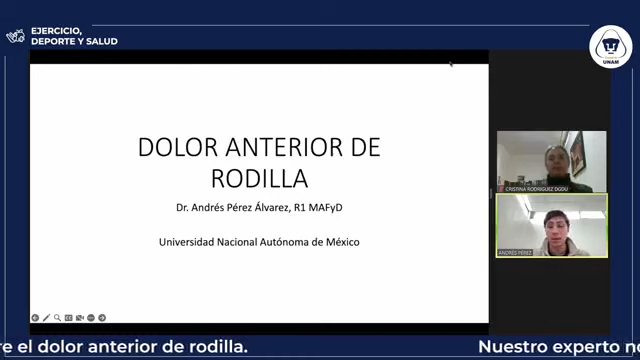 EJERCICIO,
DEPORTE Y SALUD
UNAM
DOLOR ANTERIOR DE
RODILLA
Dr. Andrés Pérez Álvarez, R1 MAFyD
Universidad Nacional Autónoma de México
CRISTINA RODRIGUEZ DGDU
ANDRÉS PÉREZ
re el dolor anterior de rodilla.
Nuestro experto no